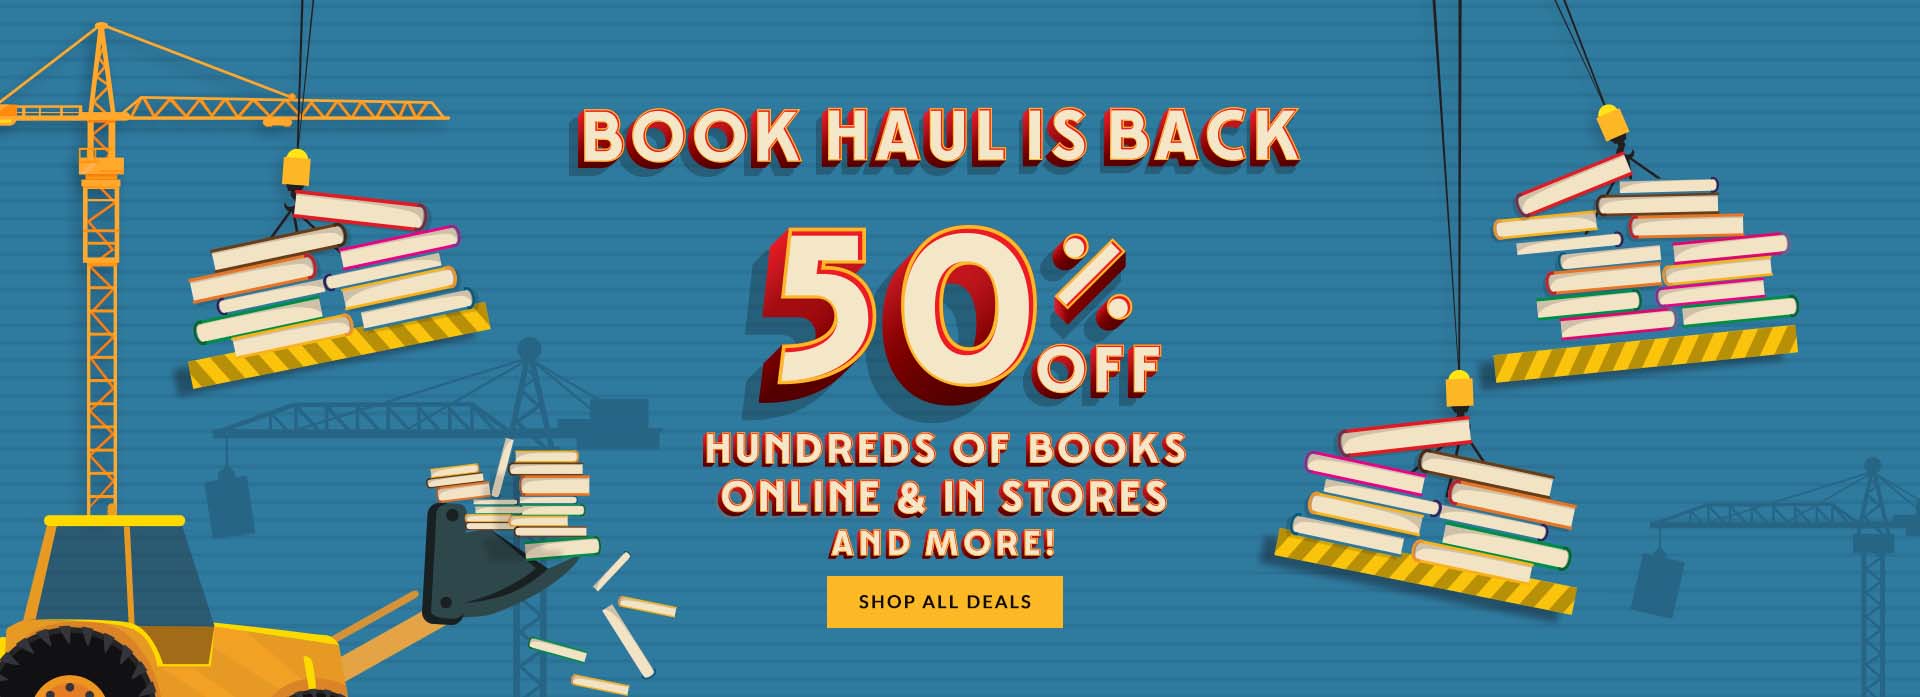 BOOK HAUL IS BACK
50% OFF
HUNDREDS OF BOOKS
ONLINE & IN STORES
AND MORE!
SHOP ALL DEALS